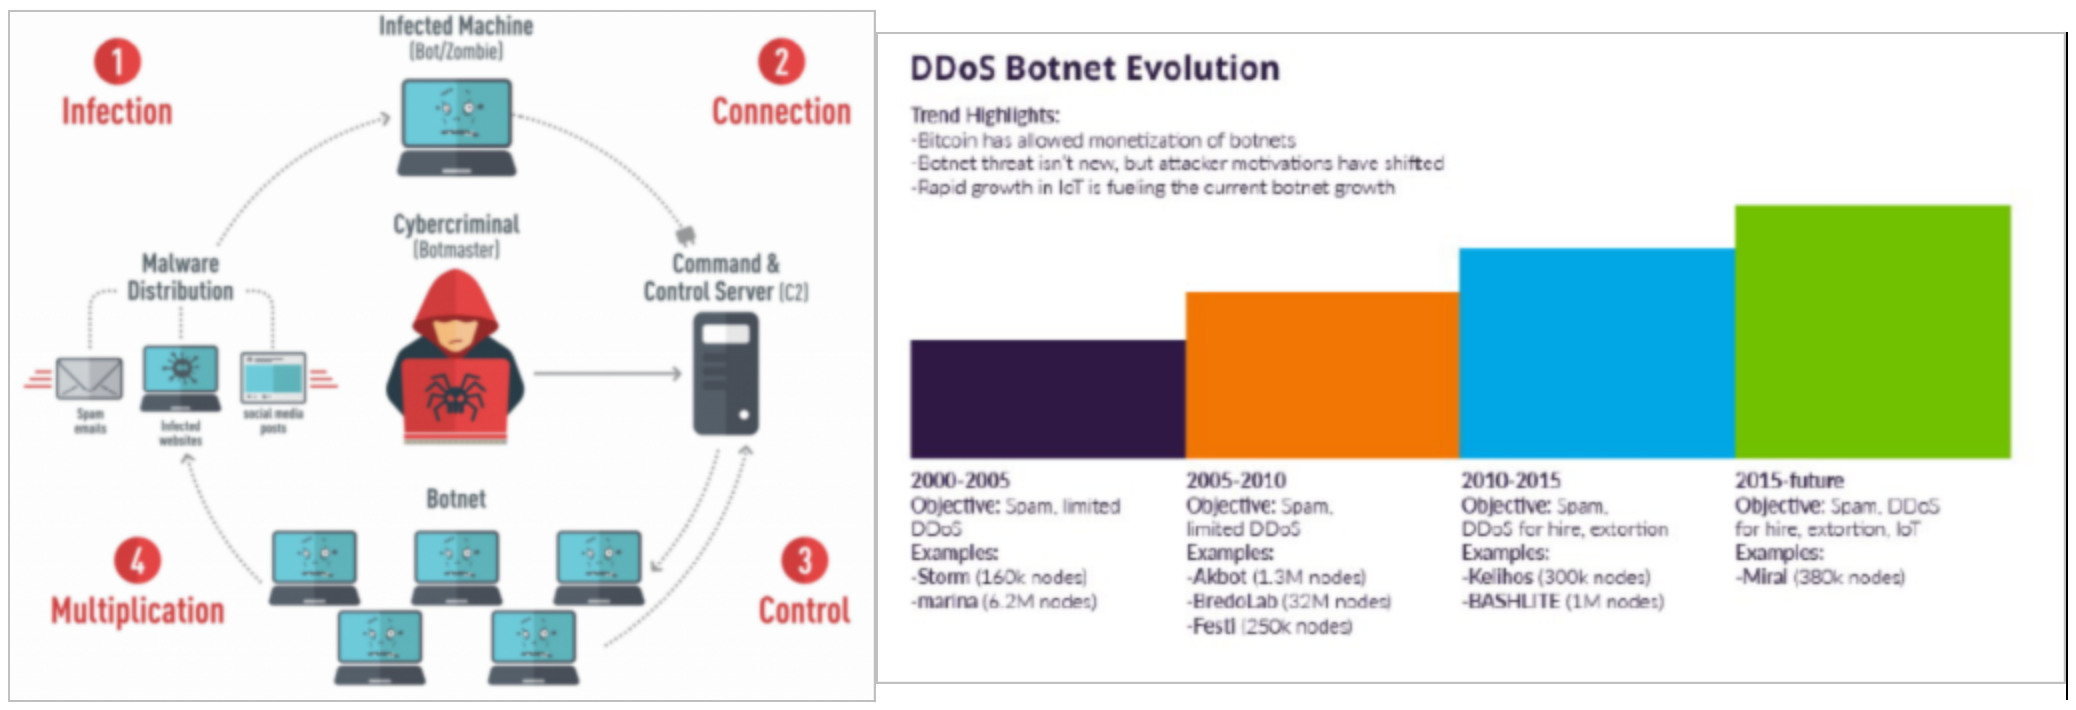 1
Infection
Infected Machine
(Bot/Zombie)
2
Connection
Malware
Distribution
Spam
emails
Infected
websites
social media
posts
Cybercriminal
(Botmaster)
Command &
Control Server (C2)
Botnet
4
Multiplication
3
Control
DDoS Botnet Evolution
Trend Highlights:
-Bitcoin has allowed monetization of botnets
-Botnet threat isn't new, but attacker motivations have shifted
-Rapid growth in IoT is fueling the current botnet growth
2000-2005
Objective: Spam, limited
DDoS
Examples:
-Storm (160k nodes)
-marina (6.2M nodes)
2005-2010
Objective: Spam,
limited DDoS
Examples:
-Akbot (1.3M nodes)
-BredoLab (32M nodes)
-Festi (250k nodes)
2010-2015
Objective: Spam,
DDoS for hire, extortion
Examples:
-Kelihos (300k nodes)
-BASHLITE (1M nodes)
2015-future
Objective: Spam, DDoS
for hire, extortion, IoT
Examples:
-Mirai (380k nodes)